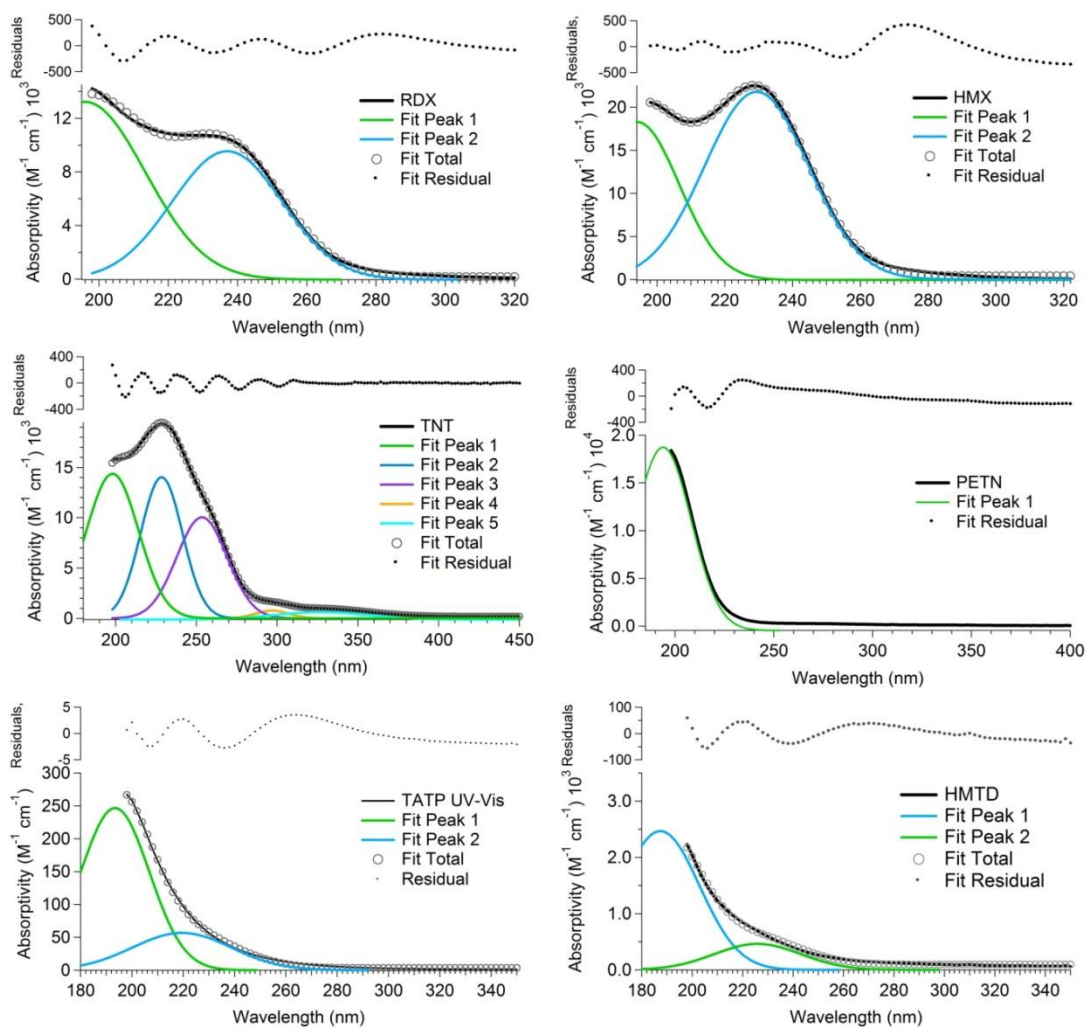 500
0
-500
Residuals
12
8
4
0
Absorptivity (M⁻¹ cm⁻¹) 10³
RDX
Fit Peak 1
Fit Peak 2
Fit Total
Fit Residual
200 220 240 260 280 300 320
Wavelength (nm)
500
0
-500
Residuals,
20
15
10
5
0
Absorptivity (M⁻¹ cm⁻¹) 10³
HMX
Fit Peak 1
Fit Peak 2
Fit Total
Fit Residual
200 220 240 260 280 300 320
Wavelength (nm)
400
0
-400
Residuals
15
10
5
0
Absorptivity (M⁻¹ cm⁻¹) 10³
TNT
Fit Peak 1
Fit Peak 2
Fit Peak 3
Fit Peak 4
Fit Peak 5
Fit Total
Fit Residual
200 250 300 350 400 450
Wavelength (nm)
400
0
-400
Residuals
2.0
1.5
1.0
0.5
0.0
Absorptivity (M⁻¹ cm⁻¹) 10⁴
PETN
Fit Peak 1
Fit Residual
200 250 300 350 400
Wavelength (nm)
5
0
-5
Residuals,
300
250
200
150
100
50
0
Absorptivity (M⁻¹ cm⁻¹)
TATP UV-Vis
Fit Peak 1
Fit Peak 2
Fit Total
Residual
180 200 220 240 260 280 300 320 340
Wavelength (nm)
100
0
-100
Residuals
3.0
2.0
1.0
0.0
Absorptivity (M⁻¹ cm⁻¹) 10³
HMTD
Fit Peak 1
Fit Peak 2
Fit Total
Fit Residual
180 200 220 240 260 280 300 320 340
Wavelength (nm)